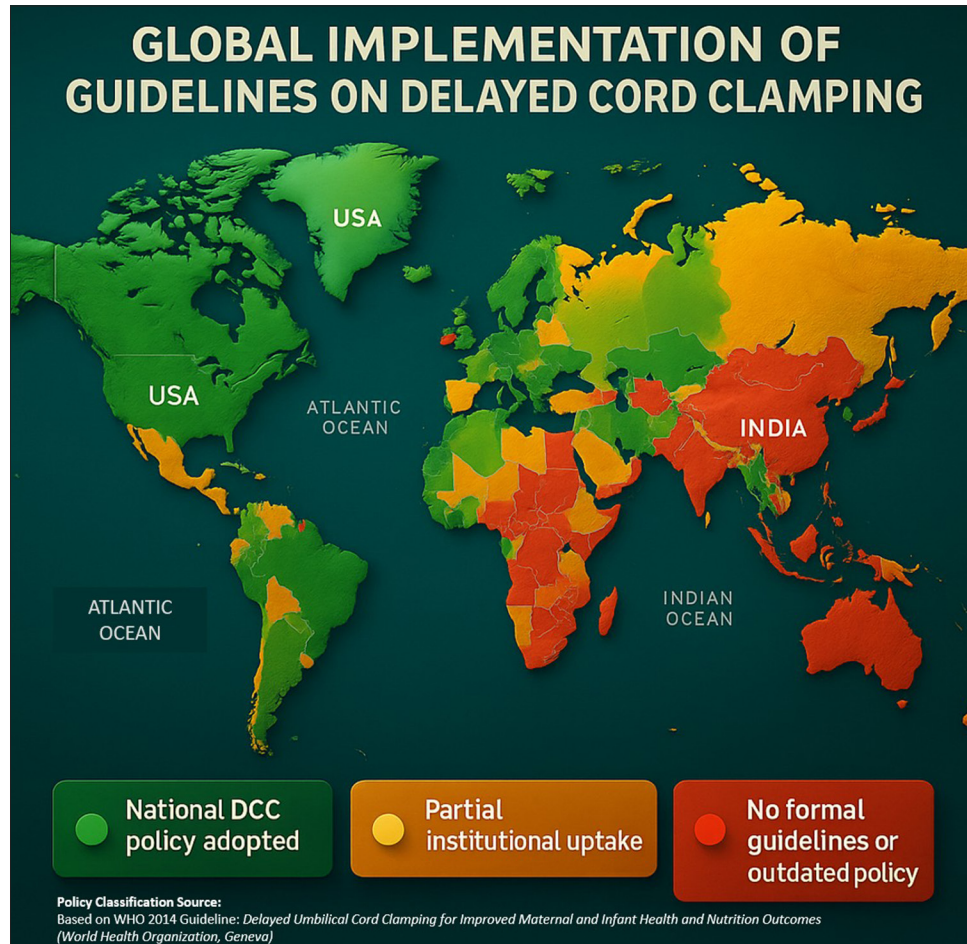 GLOBAL IMPLEMENTATION OF
GUIDELINES ON DELAYED CORD CLAMPING
USA
USA
ATLANTIC
OCEAN
INDIA
ATLANTIC
OCEAN
INDIAN
OCEAN
National DCC
policy adopted
Partial
institutional uptake
No formal
guidelines or
outdated policy
Policy Classification Source:
Based on WHO 2014 Guideline: Delayed Umbilical Cord Clamping for Improved Maternal and Infant Health and Nutrition Outcomes
(World Health Organization, Geneva)